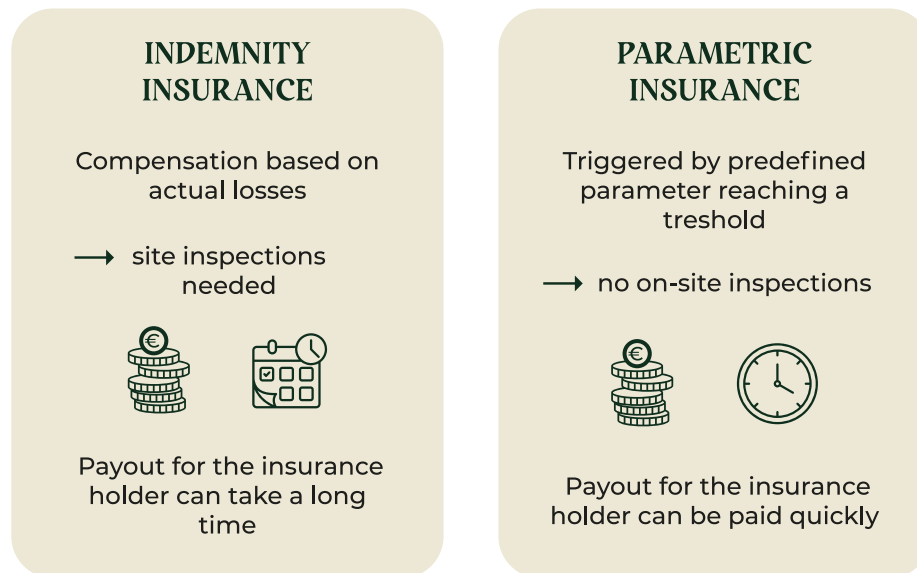 INDEMNITY
INSURANCE
Compensation based on
actual losses
site inspections
needed
€
Payout for the insurance
holder can take a long
time
PARAMETRIC
INSURANCE
Triggered by predefined
parameter reaching a
treshold
no on-site inspections
€
Payout for the insurance
holder can be paid quickly